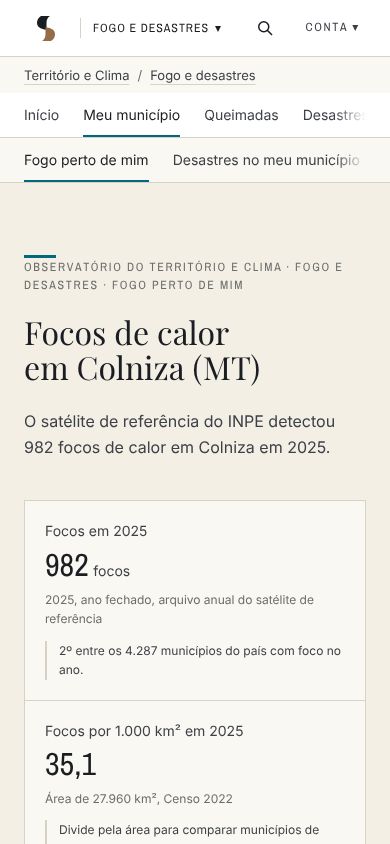 FOGO E DESASTRES ▾
CONTA ▾
Território e Clima / Fogo e desastres
Início Meu município Queimadas Desastres
Fogo perto de mim Desastres no meu município
OBSERVATÓRIO DO TERRITÓRIO E CLIMA · FOGO E
DESASTRES · FOGO PERTO DE MIM
Focos de calor
em Colniza (MT)
O satélite de referência do INPE detectou
982 focos de calor em Colniza em 2025.
Focos em 2025
982 focos
2025, ano fechado, arquivo anual do satélite de
referência
2º entre os 4.287 municípios do país com foco no
ano.
Focos por 1.000 km² em 2025
35,1
Área de 27.960 km², Censo 2022
Divide pela área para comparar municípios de